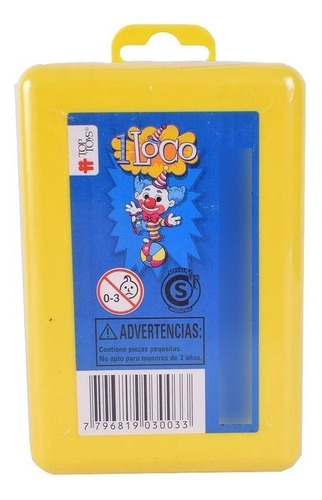 TOP
TOYS®
1 Loco
0-3
S
ADVERTENCIAS:
Contiene piezas pequeñas.
No apto para menores de 3 años.
7 796819 030033